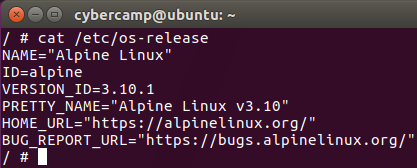 cybercamp@ubuntu: ~
/ # cat /etc/os-release
NAME="Alpine Linux"
ID=alpine
VERSION_ID=3.10.1
PRETTY_NAME="Alpine Linux v3.10"
HOME_URL="https://alpinelinux.org/"
BUG_REPORT_URL="https://bugs.alpinelinux.org/"
/ #